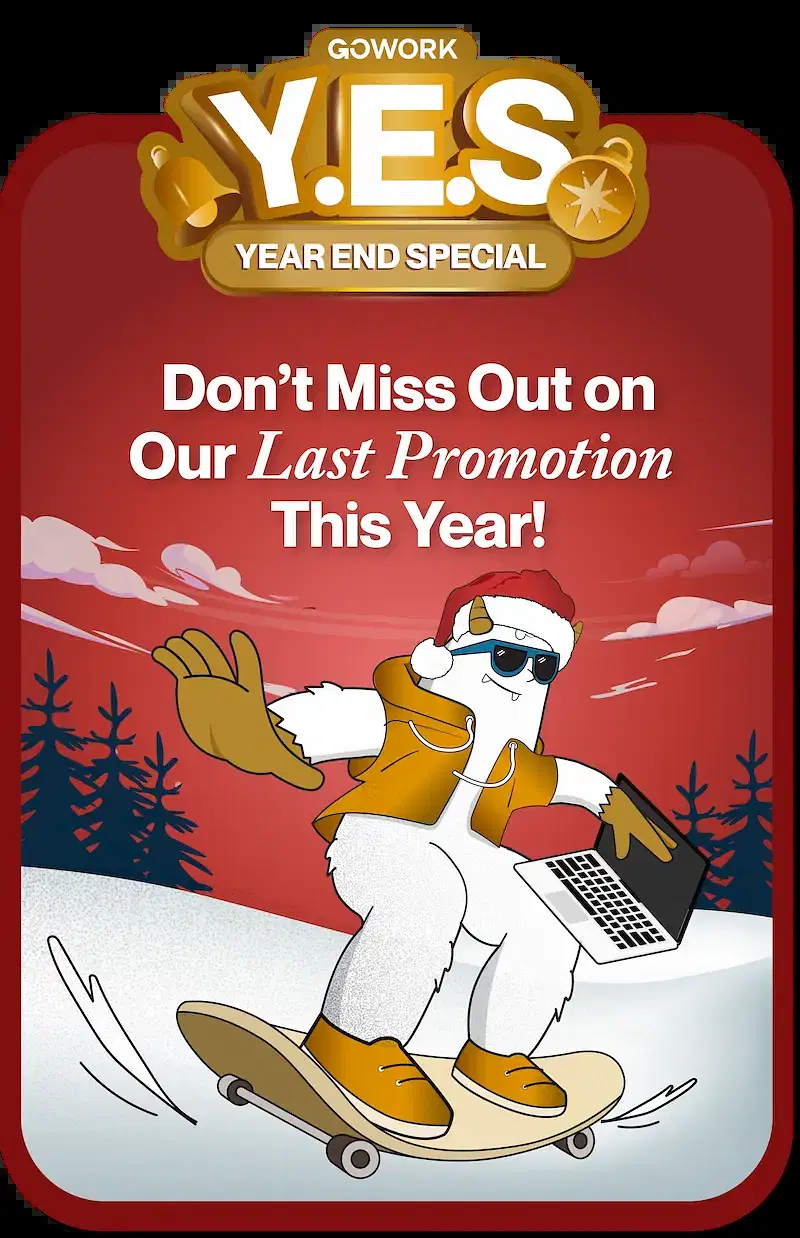 GOWORK
Y.E.S
YEAR END SPECIAL
Don’t Miss Out on
Our Last Promotion
This Year!